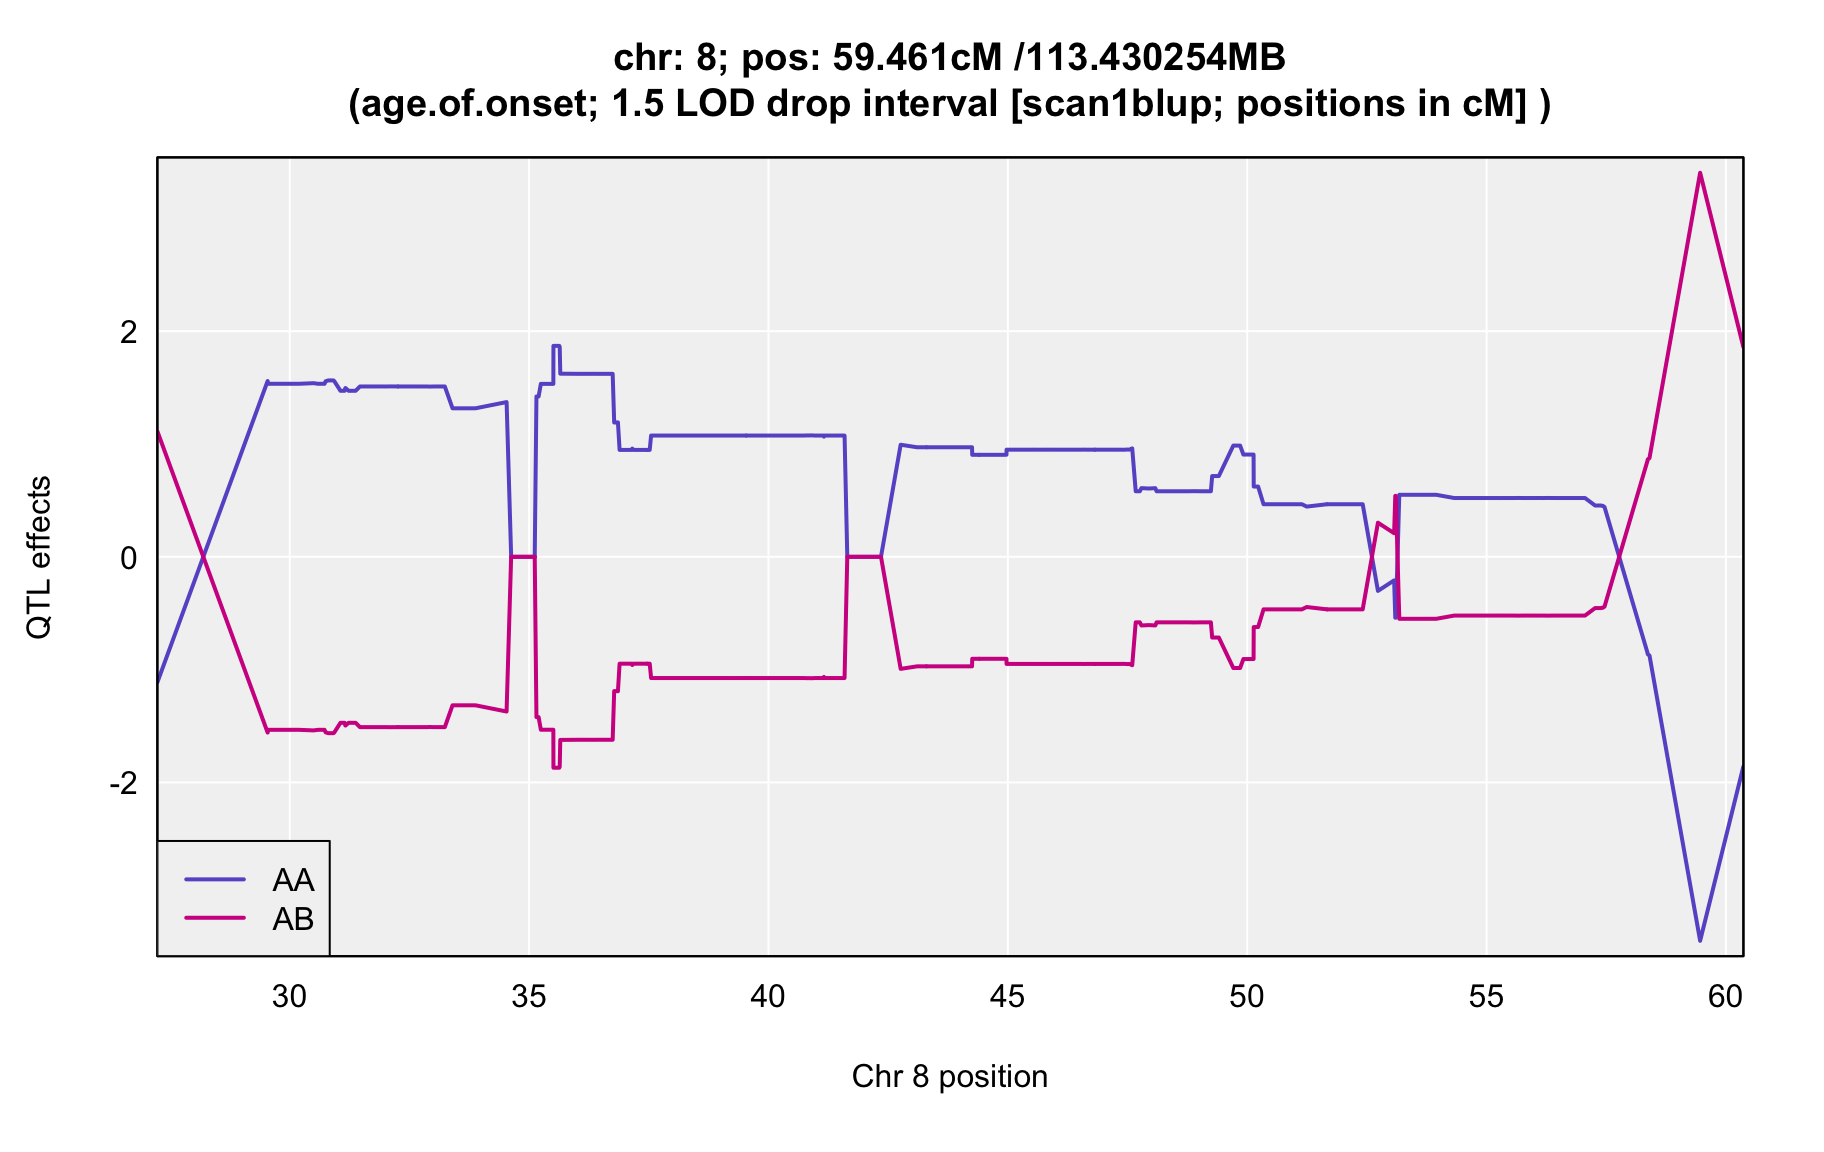 chr: 8; pos: 59.461cM /113.430254MB
(age.of.onset; 1.5 LOD drop interval [scan1blup; positions in cM] )
QTL effects
2
0
-2
AA
AB
30 35 40 45 50 55 60
Chr 8 position